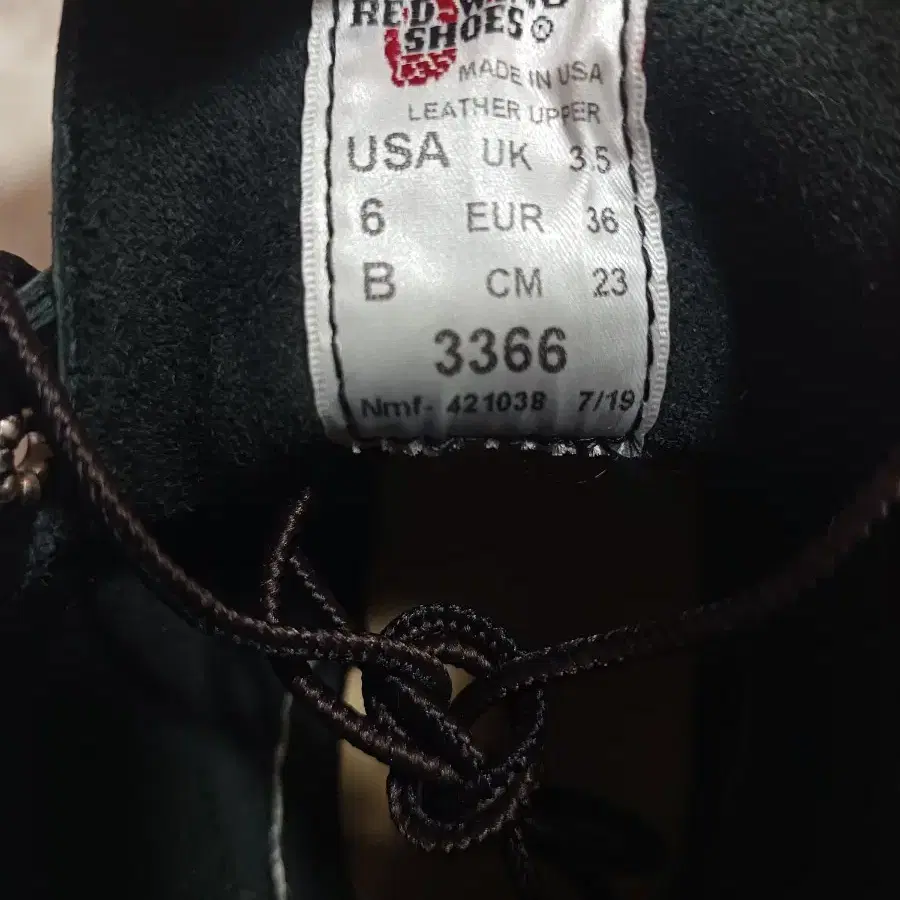 RED WING
SHOES ®
MADE IN USA
LEATHER UPPER
USA UK 3.5
6 EUR 36
B CM 23
3366
Nmf- 421038 7/19